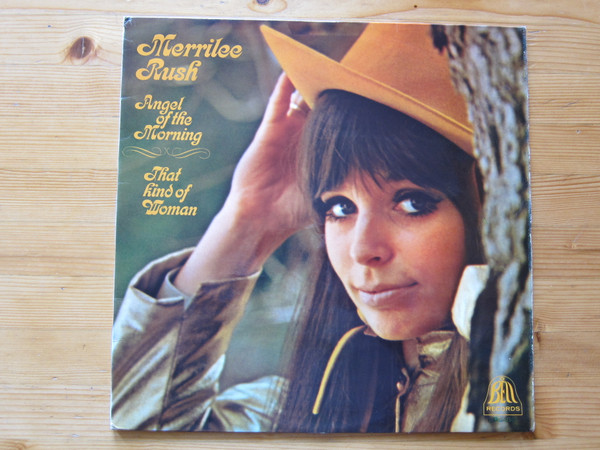 Merrilee
Rush
Angel
of the
Morning
That
kind of
Woman
BELL
RECORDS